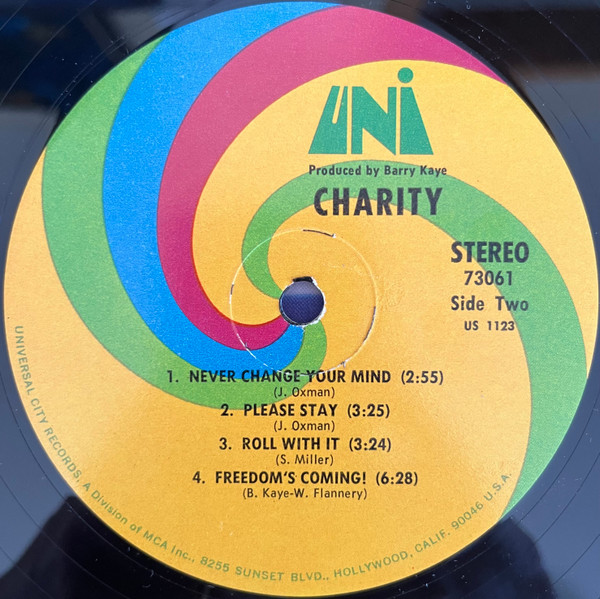 UNI
Produced by Barry Kaye
CHARITY
STEREO
73061
Side Two
US 1123
1. NEVER CHANGE YOUR MIND (2:55)
(J. Oxman)
2. PLEASE STAY (3:25)
(J. Oxman)
3. ROLL WITH IT (3:24)
(S. Miller)
4. FREEDOM'S COMING! (6:28)
(B. Kaye-W. Flannery)
UNIVERSAL CITY RECORDS, A Division of MCA Inc., 8255 SUNSET BLVD., HOLLYWOOD, CALIF. 90046 U.S.A.